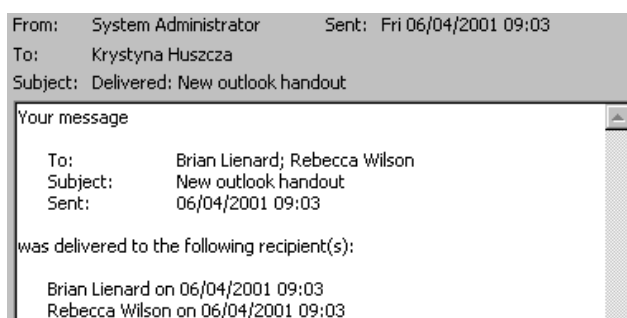 From: System Administrator Sent: Fri 06/04/2001 09:03
To: Krystyna Huszcza
Subject: Delivered: New outlook handout
Your message
To: Brian Lienard; Rebecca Wilson
Subject: New outlook handout
Sent: 06/04/2001 09:03
was delivered to the following recipient(s):
Brian Lienard on 06/04/2001 09:03
Rebecca Wilson on 06/04/2001 09:03